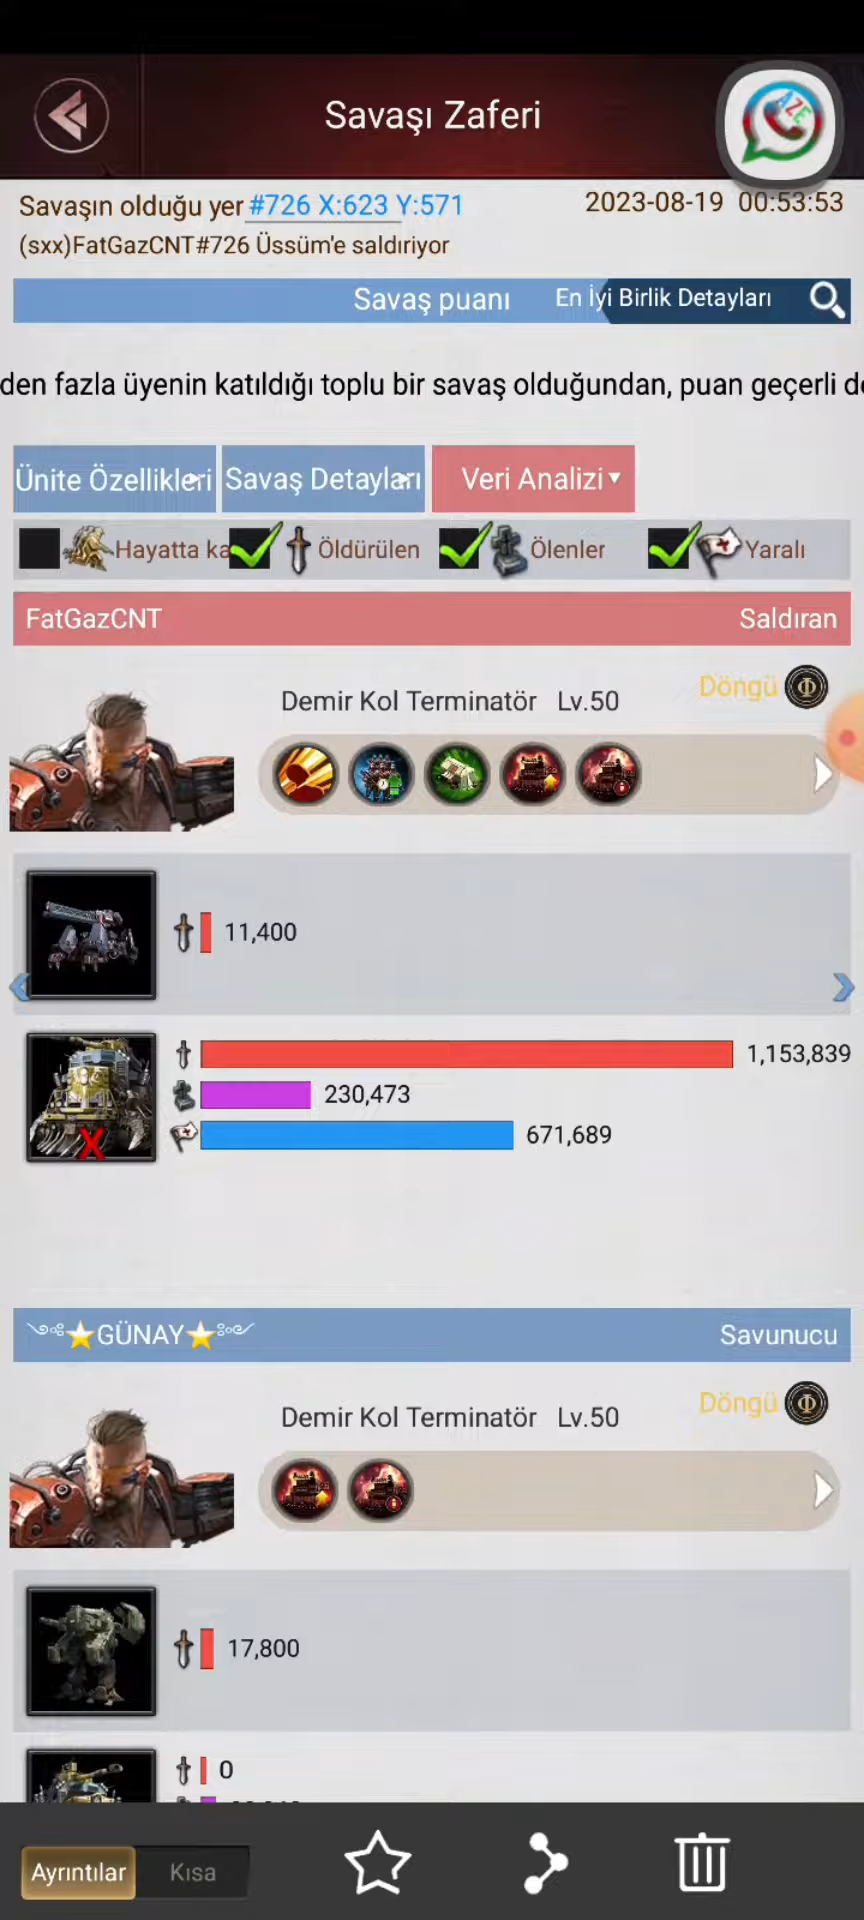 Savaşı Zaferi
AZE
Savaşın olduğu yer #726 X:623 Y:571
2023-08-19 00:53:53
(sxx)FatGazCNT#726 Üssüm'e saldırıyor
Savaş puanı
En İyi Birlik Detayları
den fazla üyenin katıldığı toplu bir savaş olduğundan, puan geçerli de
Ünite Özellikleri
Savaş Detayları
Veri Analizi
Hayatta ka
Öldürülen
Ölenler
Yaralı
FatGazCNT
Saldıran
Demir Kol Terminatör Lv.50
Döngü
11,400
1,153,839
230,473
671,689
X
⭐GÜNAY⭐
Savunucu
Demir Kol Terminatör Lv.50
Döngü
17,800
0
Ayrıntılar
Kısa